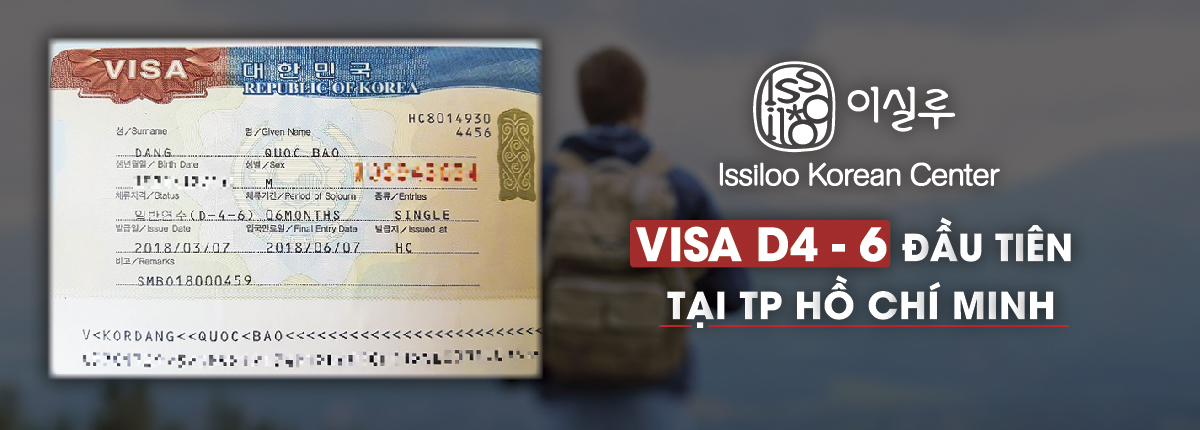 VISA 대한민국
REPUBLIC OF KOREA
HC8014930
4456
성/Surname 명/Given Name
DANG QUOC BAO
생년월일/Birth Date 성별/Sex
M
체류자격/Status 체류기간/Period of Sojourn 종류/Entries
일반연수(D-4-6) 06MONTHS SINGLE
발급일/Issue Date 입국만료일/Final Entry Date 발급지/Issued at
2018/03/07 2018/06/07 HC
비고/Remarks
SMB018000459
V<KORDANG<<QUOC<BAO<<<<<<<<<<<<<<<<<<<<<<<<
ISSILOO
이실루
Issiloo Korean Center
VISA D4 - 6 ĐẦU TIÊN
TẠI TP HỒ CHÍ MINH